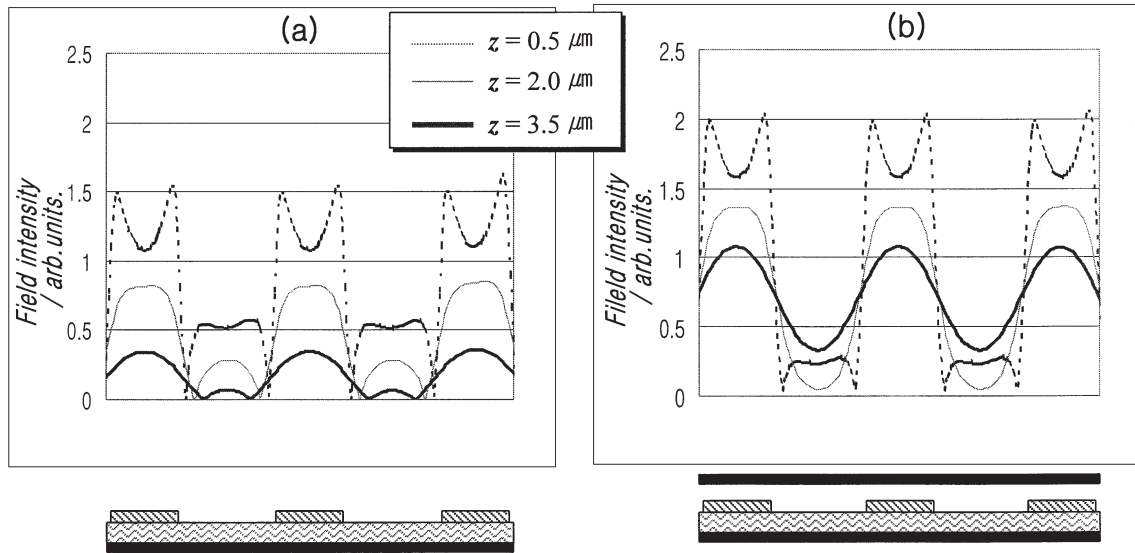 (a)
z = 0.5 μm
z = 2.0 μm
z = 3.5 μm
2.5
2
1.5
1
0.5
0
Field intensity
/ arb. units.
(b)
2.5
2
1.5
1
0.5
0
Fileld intensity
/ arb. units.